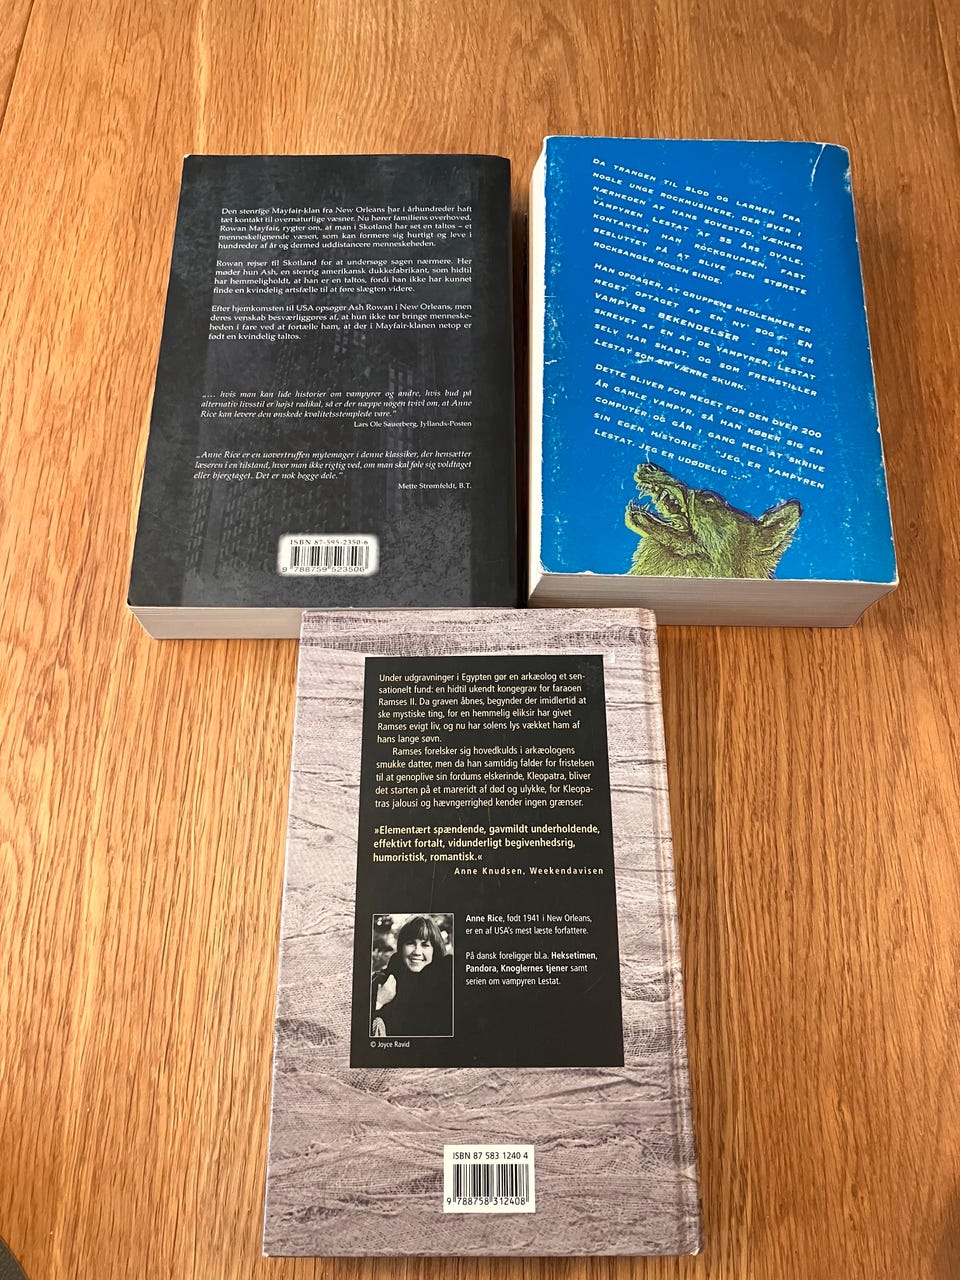 Den stenrige Mayfair-klan fra New Orleans har i århundreder haft
tæt kontakt til overnaturlige væsner. Nu hører familiens overhoved,
Rowan Mayfair, rygter om, at man i Skotland har set en taltos – et
menneskelignende væsen, som kan formere sig hurtigt og leve i
hundreder af år og dermed uddistancere menneskeheden.
Rowan rejser til Skotland for at undersøge sagen nærmere. Her
møder hun Ash, en stenrig amerikansk dukkefabrikant, som hidtil
har hemmeligholdt, at han er en taltos, fordi han ikke har kunnet
finde en kvindelig artsfælle til at føre slægten videre.
Efter hjemkomsten til USA opsøger Ash Rowan i New Orleans, men
deres venskab besværliggøres af, at hun ikke tør bringe menneske-
heden i fare ved at fortælle ham, at der i Mayfair-klanen netop er
født en kvindelig taltos.
„... hvis man kan lide historier om vampyrer og andre, hvis bud på
alternativ livsstil er højst radikal, så er der næppe nogen tvivl om, at Anne
Rice kan levere den ønskede kvalitetsstemplede vare.“
Lars Ole Sauerberg, Jyllands-Posten
„Anne Rice er en uovertruffen mytemager i denne klassiker, der hensætter
læseren i en tilstand, hvor man ikke rigtig ved, om man skal føle sig voldtaget
eller bjergtaget. Det er nok begge dele.“
Mette Strømfeldt, B.T.
ISBN 87-595-2350-6
9 788759 523506
DA TRANGEN TIL BLOD OG LARMEN FRA
NOGLE UNGE ROCKMUSIKERE, DER ØVER I
NÆRHEDEN AF HANS SOVESTED, VÆKKER
VAMPYREN LESTAT AF 55 ÅRS DVALE,
KONTAKTER HAN ROCKGRUPPEN, FAST
BESLUTTET PÅ AT BLIVE DEN STØRSTE
ROCKSANGER NOGEN SINDE.
HAN OPDAGER, AT GRUPPENS MEDLEMMER ER
MEGET OPTAGET AF EN NY BOG - EN
VAMPYRS BEKENDELSER - SOM ER
SKREVET AF EN AF DE VAMPYRER, LESTAT
SELV HAR SKABT, OG SOM FREMSTILLER
LESTAT SOM EN VÆRRE SKURK.
DETTE BLIVER FOR MEGET FOR DEN OVER 200
ÅR GAMLE VAMPYR, SÅ HAN KØBER SIG EN
COMPUTER OG GÅR I GANG MED AT SKRIVE
SIN EGEN HISTORIE: "JEG ER VAMPYREN
LESTAT. JEG ER UDØDELIG ..."
Under udgravninger i Egypten gør en arkæolog et sen-
sationelt fund: en hidtil ukendt kongegrav for faraoen
Ramses II. Da graven åbnes, begynder der imidlertid at
ske mystiske ting, for en hemmelig eliksir har givet
Ramses evigt liv, og nu har solens lys vækket ham af
hans lange søvn.
Ramses forelsker sig hovedkulds i arkæologens
smukke datter, men da han samtidig falder for fristelsen
til at genoplive sin fordums elskerinde, Kleopatra, bliver
det starten på et mareridt af død og ulykke, for Kleopa-
tras jalousi og hævngerrighed kender ingen grænser.
»Elementært spændende, gavmildt underholdende,
effektivt fortalt, vidunderligt begivenhedsrig,
humoristisk, romantisk.«
Anne Knudsen, Weekendavisen
Anne Rice, født 1941 i New Orleans,
er en af USA's mest læste forfattere.
På dansk foreligger bl.a. Heksetimen,
Pandora, Knoglernes tjener samt
serien om vampyren Lestat.
© Joyce Ravid
ISBN 87 583 1240 4
9 788758 312408